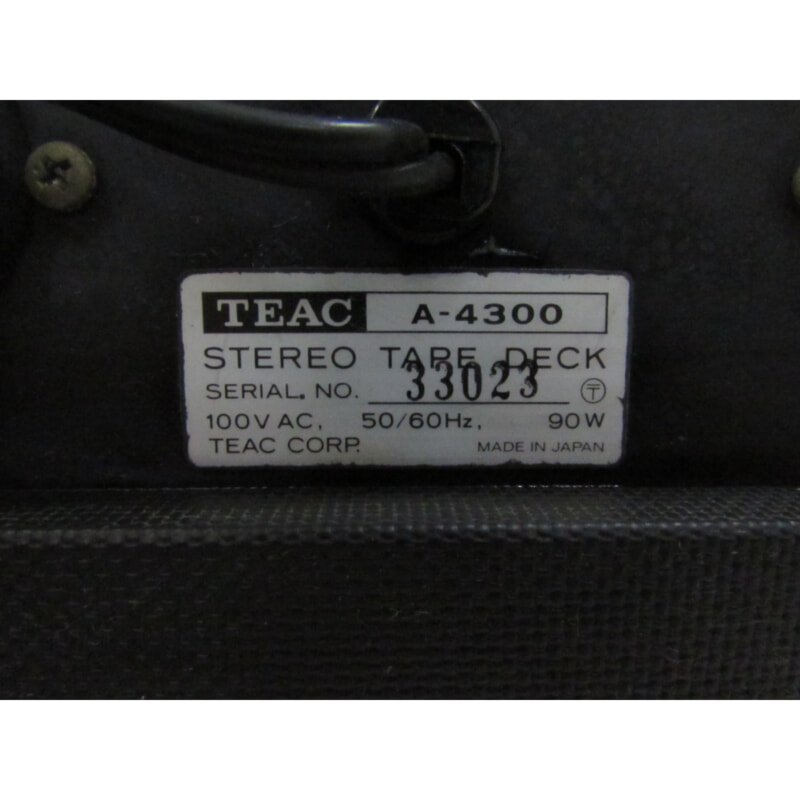 TEAC A-4300
STEREO TAPE DECK
SERIAL. NO. 33023 〒
100V AC, 50/60Hz, 90W
TEAC CORP. MADE IN JAPAN